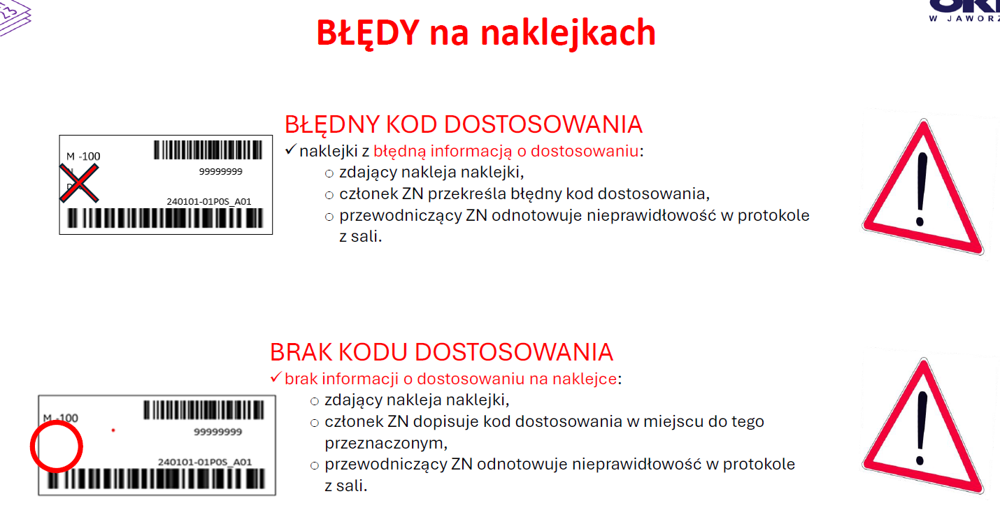 23
W JAWORZ
BŁĘDY na naklejkach
BŁĘDNY KOD DOSTOSOWANIA
✓ naklejki z błędną informacją o dostosowaniu:
○ zdający nakleja naklejki,
○ członek ZN przekreśla błędny kod dostosowania,
○ przewodniczący ZN odnotowuje nieprawidłowość w protokole
z sali.
M -100
99999999
240101-01P0S_A01
BRAK KODU DOSTOSOWANIA
✓ brak informacji o dostosowaniu na naklejce:
○ zdający nakleja naklejki,
○ członek ZN dopisuje kod dostosowania w miejscu do tego
przeznaczonym,
○ przewodniczący ZN odnotowuje nieprawidłowość w protokole
z sali.
M -100
99999999
240101-01P0S_A01